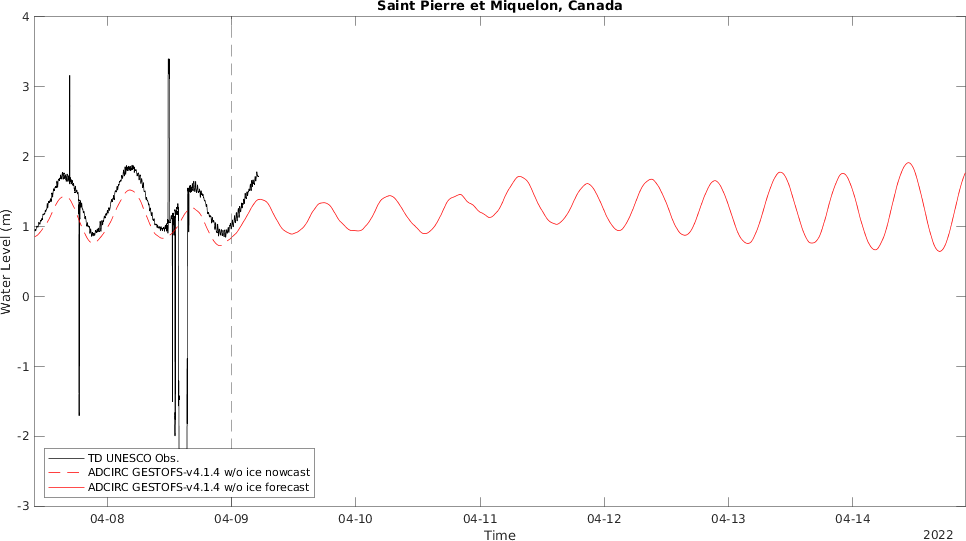 Saint Pierre et Miquelon, Canada
4
3
2
1
0
-1
-2
-3
Water Level (m)
TD UNESCO Obs.
ADCIRC GESTOFS-v4.1.4 w/o ice nowcast
ADCIRC GESTOFS-v4.1.4 w/o ice forecast
04-08 04-09 04-10 04-11 04-12 04-13 04-14
Time
2022